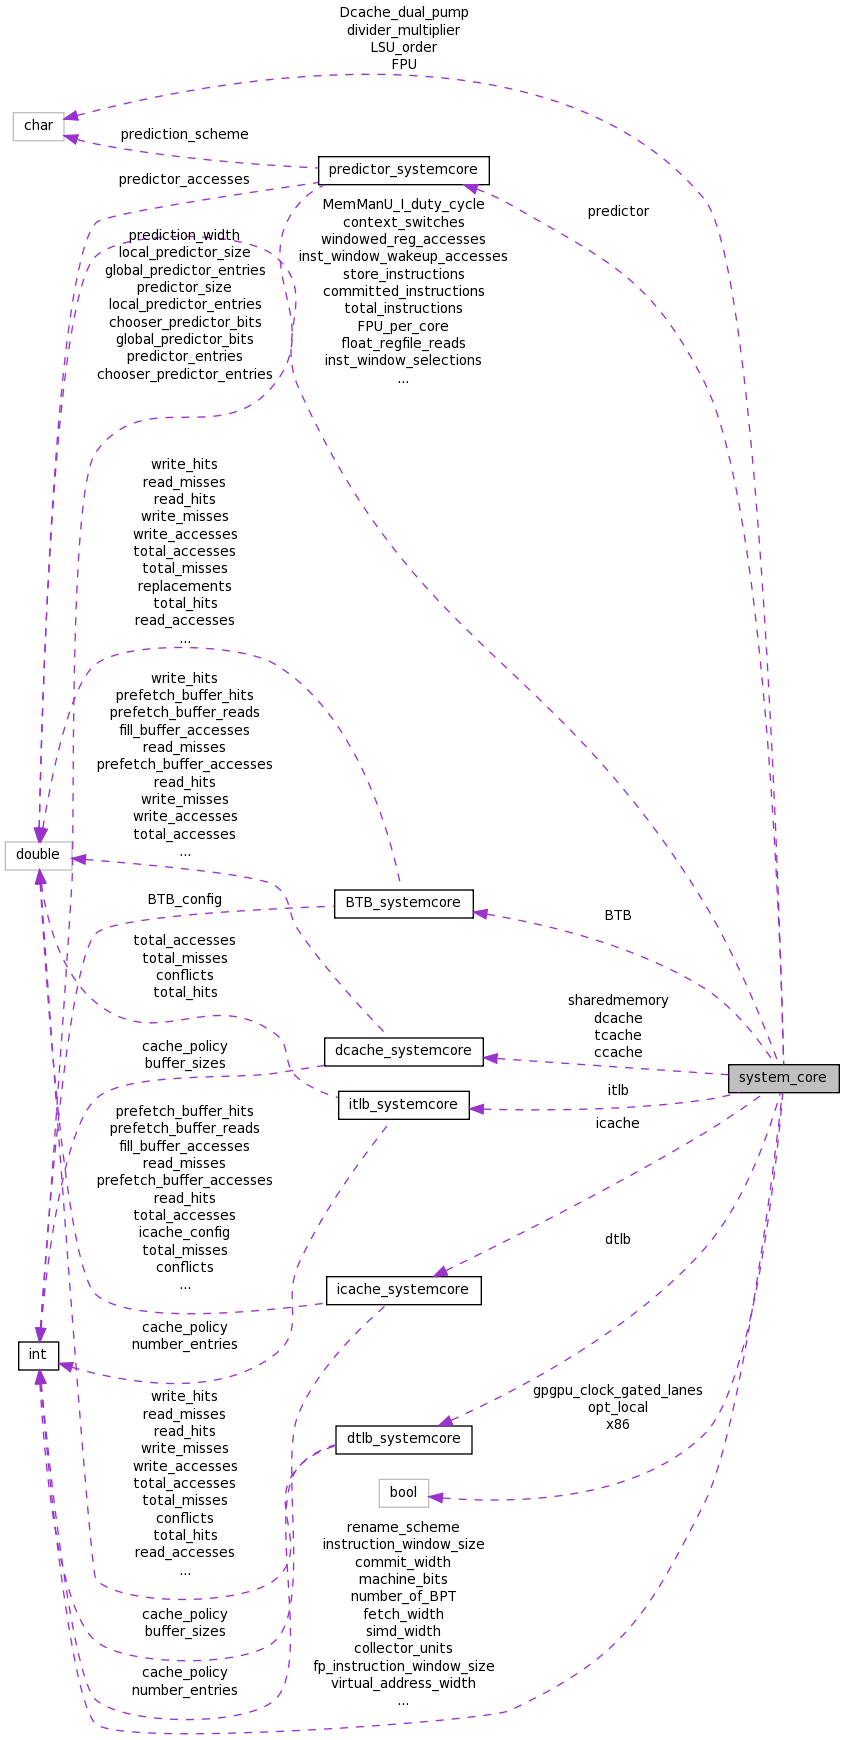 Dcache_dual_pump
divider_multiplier
LSU_order
FPU
char
prediction_scheme
predictor_systemcore
predictor_accesses
predictor
MemManU_I_duty_cycle
context_switches
windowed_reg_accesses
inst_window_wakeup_accesses
store_instructions
committed_instructions
total_instructions
FPU_per_core
float_regfile_reads
inst_window_selections
...
prediction_width
local_predictor_size
global_predictor_entries
predictor_size
local_predictor_entries
chooser_predictor_bits
global_predictor_bits
predictor_entries
chooser_predictor_entries
write_hits
read_misses
read_hits
write_misses
write_accesses
total_accesses
total_misses
replacements
total_hits
read_accesses
...
write_hits
prefetch_buffer_hits
prefetch_buffer_reads
fill_buffer_accesses
read_misses
prefetch_buffer_accesses
read_hits
write_misses
write_accesses
total_accesses
...
double
BTB_config
BTB_systemcore
BTB
total_accesses
total_misses
conflicts
total_hits
sharedmemory
dcache
tcache
ccache
cache_policy
buffer_sizes
dcache_systemcore
system_core
itlb_systemcore
itlb
icache
prefetch_buffer_hits
prefetch_buffer_reads
fill_buffer_accesses
read_misses
prefetch_buffer_accesses
read_hits
total_accesses
icache_config
total_misses
conflicts
...
dtlb
icache_systemcore
cache_policy
number_entries
int
write_hits
read_misses
read_hits
write_misses
write_accesses
total_accesses
total_misses
conflicts
total_hits
read_accesses
...
gpgpu_clock_gated_lanes
opt_local
x86
dtlb_systemcore
bool
rename_scheme
instruction_window_size
commit_width
machine_bits
number_of_BPT
fetch_width
simd_width
collector_units
fp_instruction_window_size
virtual_address_width
...
cache_policy
buffer_sizes
cache_policy
number_entries